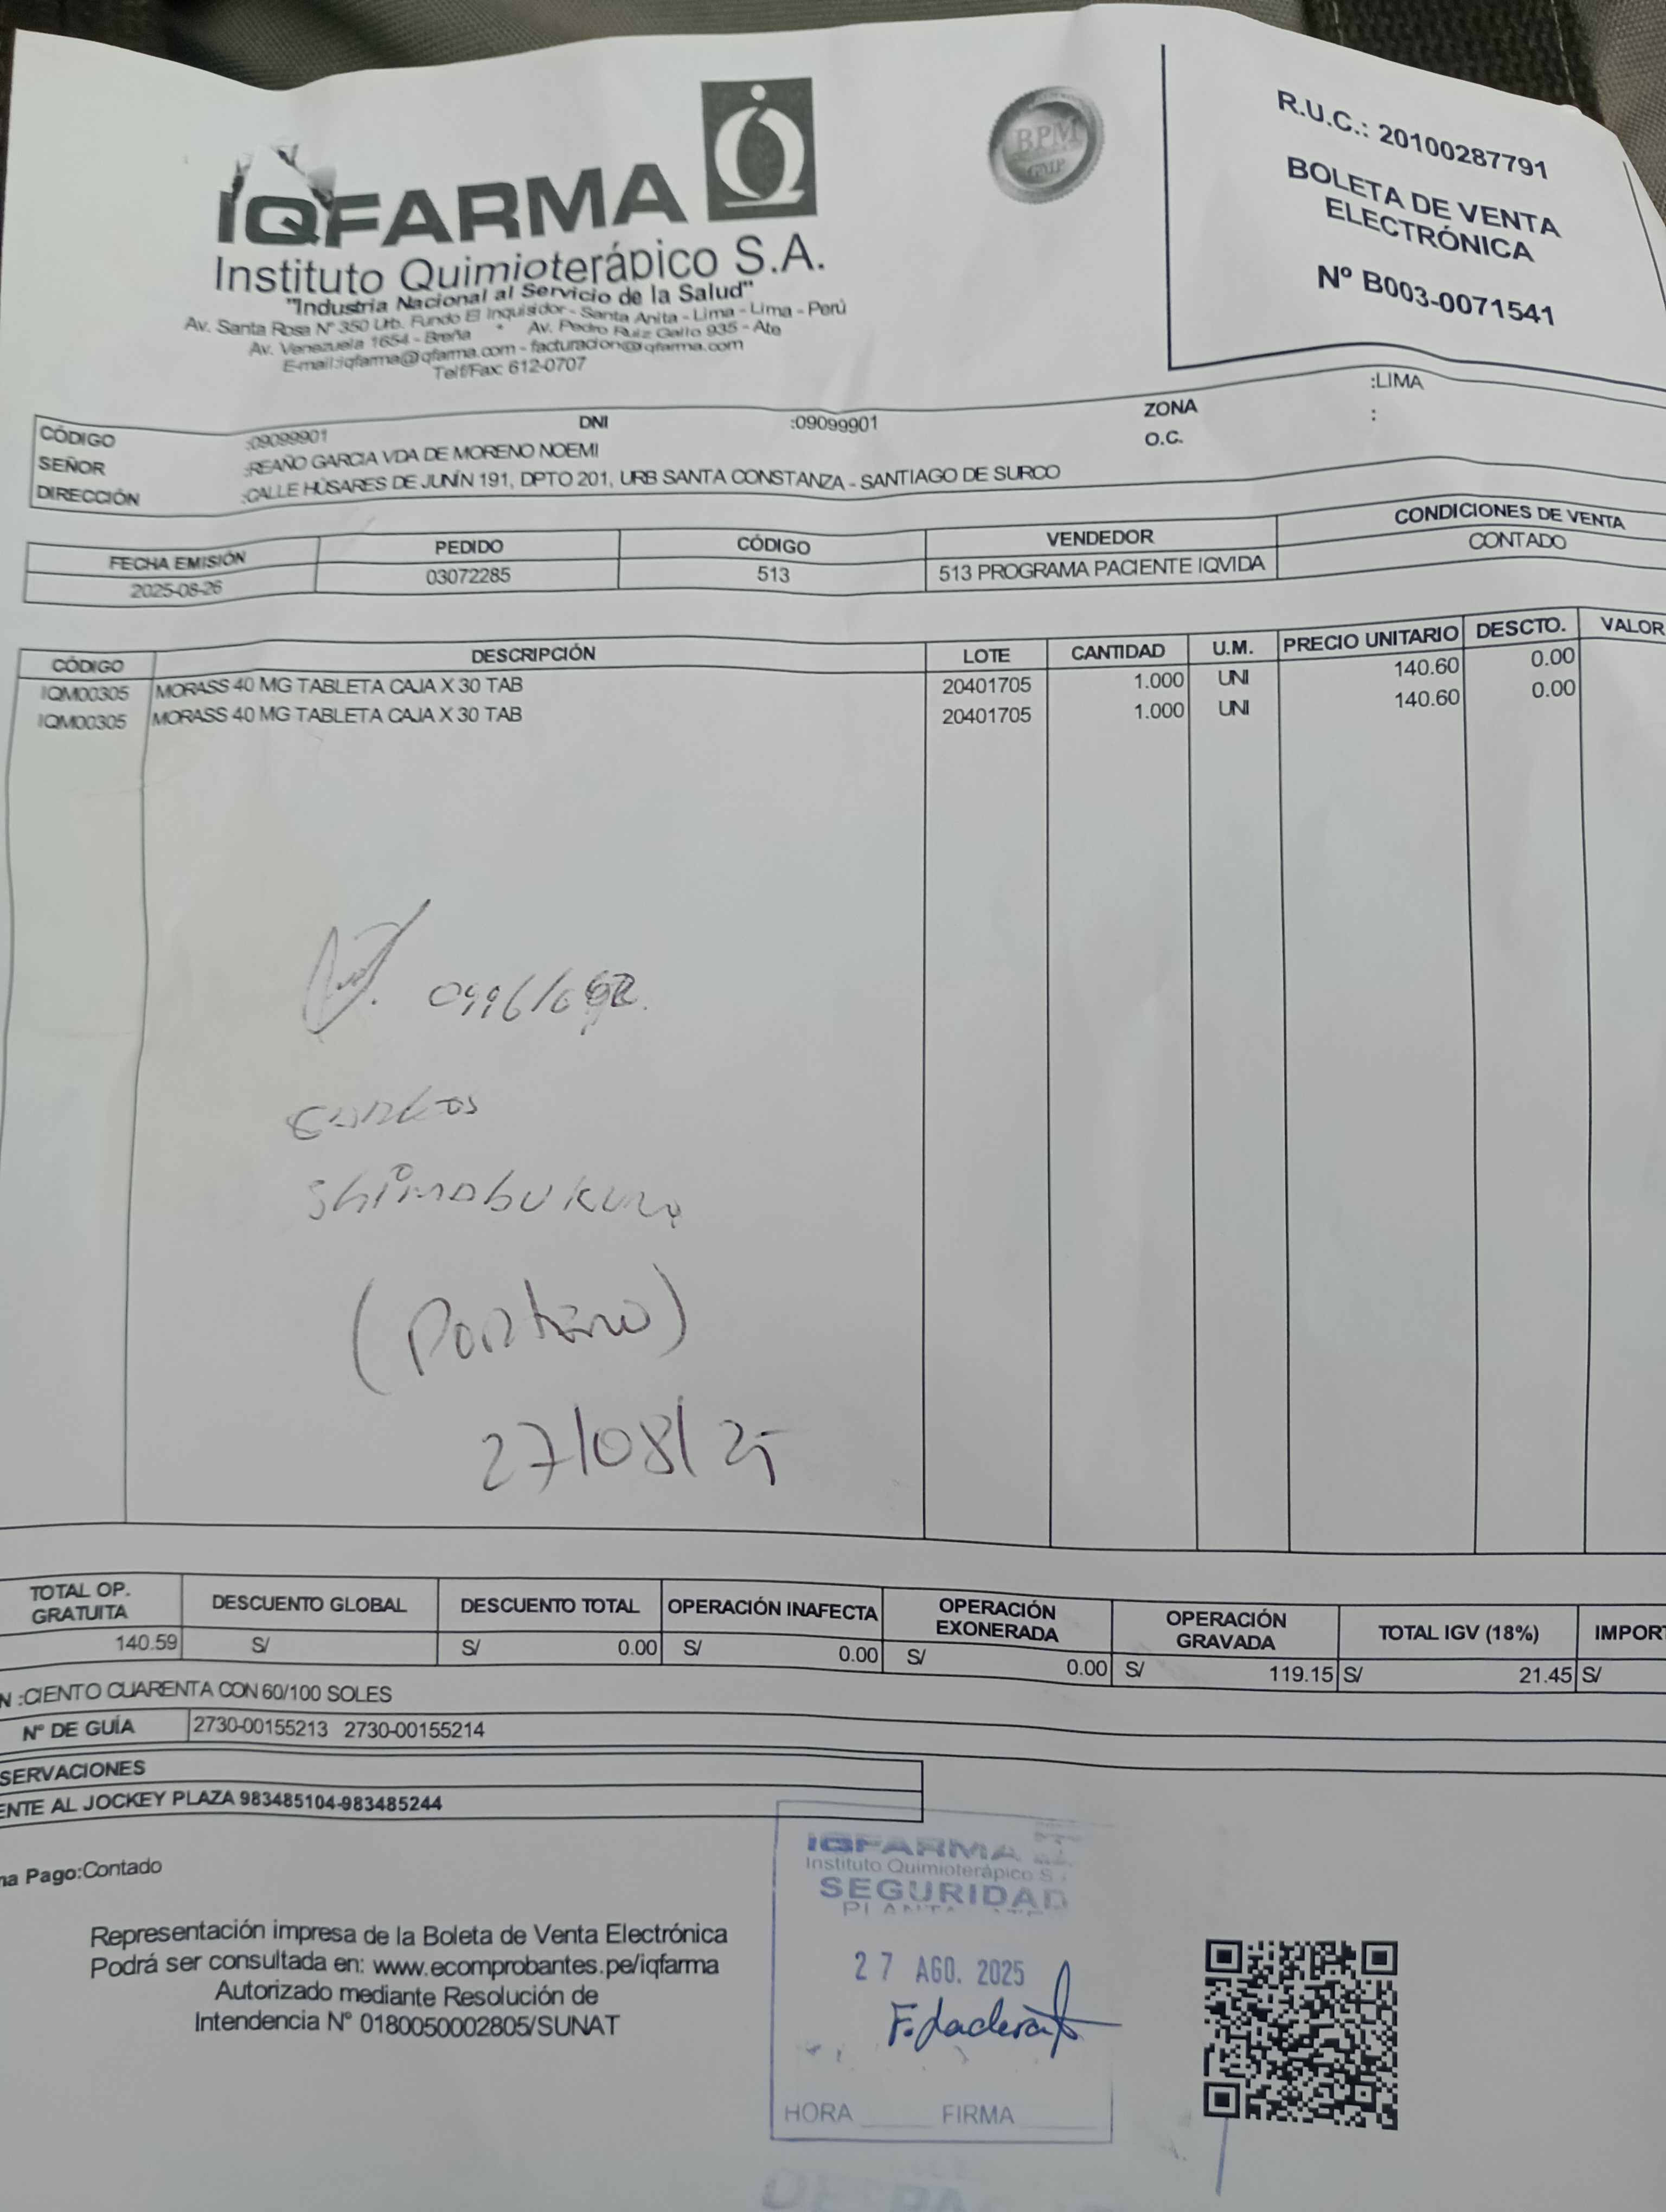 IQFARMA
Instituto Quimioterápico S.A.
"Industria Nacional al Servicio de la Salud"
Av. Santa Rosa N° 350 Urb. Fundo El Inquisidor - Santa Anita - Lima - Lima - Perú
Av. Venezuela 1654 - Breña * Av. Pedro Ruiz Gallo 935 - Ate
E-mail:iqfarma@iqfarma.com - facturacion@iqfarma.com
Telf/Fax: 612-0707
BPM
GMP
R.U.C.: 20100287791
BOLETA DE VENTA
ELECTRÓNICA
Nº B003-0071541
CÓDIGO :09099901 DNI :09099901 ZONA :LIMA
SEÑOR :REAÑO GARCIA VDA DE MORENO NOEMI O.C. :
DIRECCIÓN :CALLE HÚSARES DE JUNÍN 191, DPTO 201, URB SANTA CONSTANZA - SANTIAGO DE SURCO
FECHA EMISIÓN PEDIDO CÓDIGO VENDEDOR CONDICIONES DE VENTA
2025-08-26 03072285 513 513 PROGRAMA PACIENTE IQVIDA CONTADO
CÓDIGO DESCRIPCIÓN LOTE CANTIDAD U.M. PRECIO UNITARIO DESCTO. VALOR
IQM00305 MORASS 40 MG TABLETA CAJA X 30 TAB 20401705 1.000 UNI 140.60 0.00
IQM00305 MORASS 40 MG TABLETA CAJA X 30 TAB 20401705 1.000 UNI 140.60 0.00
Carlos
Shimabukuro
(Portero)
27/08/25
TOTAL OP. GRATUITA DESCUENTO GLOBAL DESCUENTO TOTAL OPERACIÓN INAFECTA OPERACIÓN EXONERADA OPERACIÓN GRAVADA TOTAL IGV (18%) IMPOR
140.59 S/ S/ 0.00 S/ 0.00 S/ 0.00 S/ 119.15 S/ 21.45 S/
N :CIENTO CUARENTA CON 60/100 SOLES
Nº DE GUÍA 2730-00155213 2730-00155214
SERVACIONES
ENTE AL JOCKEY PLAZA 983485104-983485244
ma Pago:Contado
Representación impresa de la Boleta de Venta Electrónica
Podrá ser consultada en: www.ecomprobantes.pe/iqfarma
Autorizado mediante Resolución de
Intendencia N° 0180050002805/SUNAT
IQFARMA
Instituto Quimioterápico S.
SEGURIDAD
PLANTA
27 AGO. 2025
HORA FIRMA